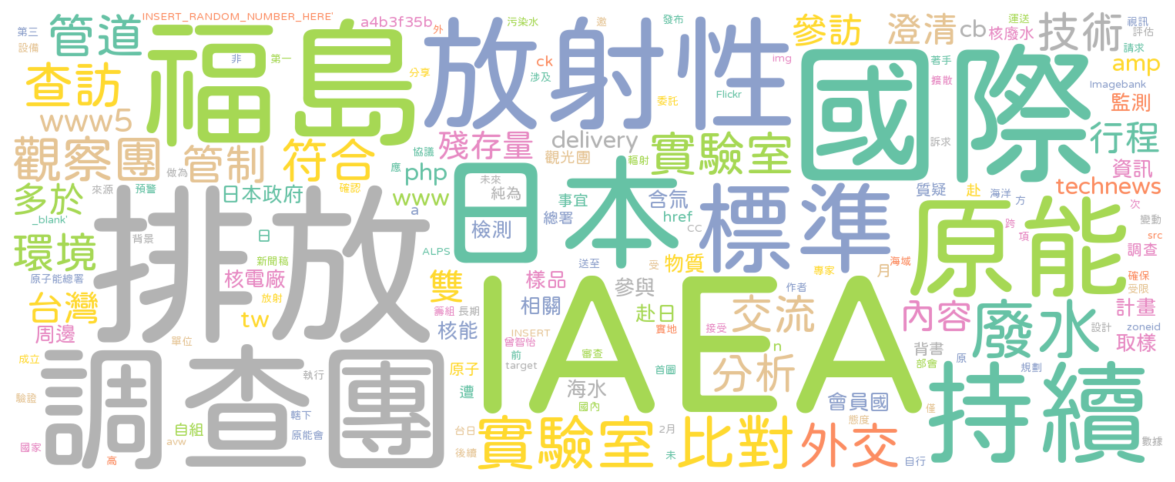 第三
設備
管道
INSERT_RANDOM_NUMBER_HERE'
a4b3f35b
外
污染水
邀
發布
參訪
澄清
cb
運送
核廢水
技術
視訊
評估
查訪
福島
非
第一
分享
放射性
ck
涉及
img
Flickr
委託
國際
著手
擴散
請求
amp
Imagebank
監測
www5
觀察團
管制
符合
殘存量
delivery
觀光團
實驗室
輻射
訴求
行程
資訊
technews
多於
_blank'
來源
預警
日本政府
確認
協議
應
php
www
做為
a
未來
純為
日本
檢測
事宜
總署
含氚
href
cc
標準
質疑
赴
海洋
方
跨
項
次
變動
src
調查
環境
原子能總署
背景
日
新聞稿
核電廠
放射
排放
ALPS
送至
受
物質
專家
月
海域
原能
確保
受限
台灣
周邊
tw
單位
雙
籌組
長期
核能
樣品
相關
INSERT
曾智怡
前
target
原子
遭
參與
赴日
實地
接受
IAEA
作者
交流
n
分析
背書
部會
內容
廢水
原
規劃
設計
zoneid
計畫
取樣
成立
驗證
執行
調查團
轄下
自組
原能會
avw
國家
高
審查
首圖
海水
國內
會員國
態度
僅
持續
台日
後續
實驗室
2月
未
比對
外交
自行
數據